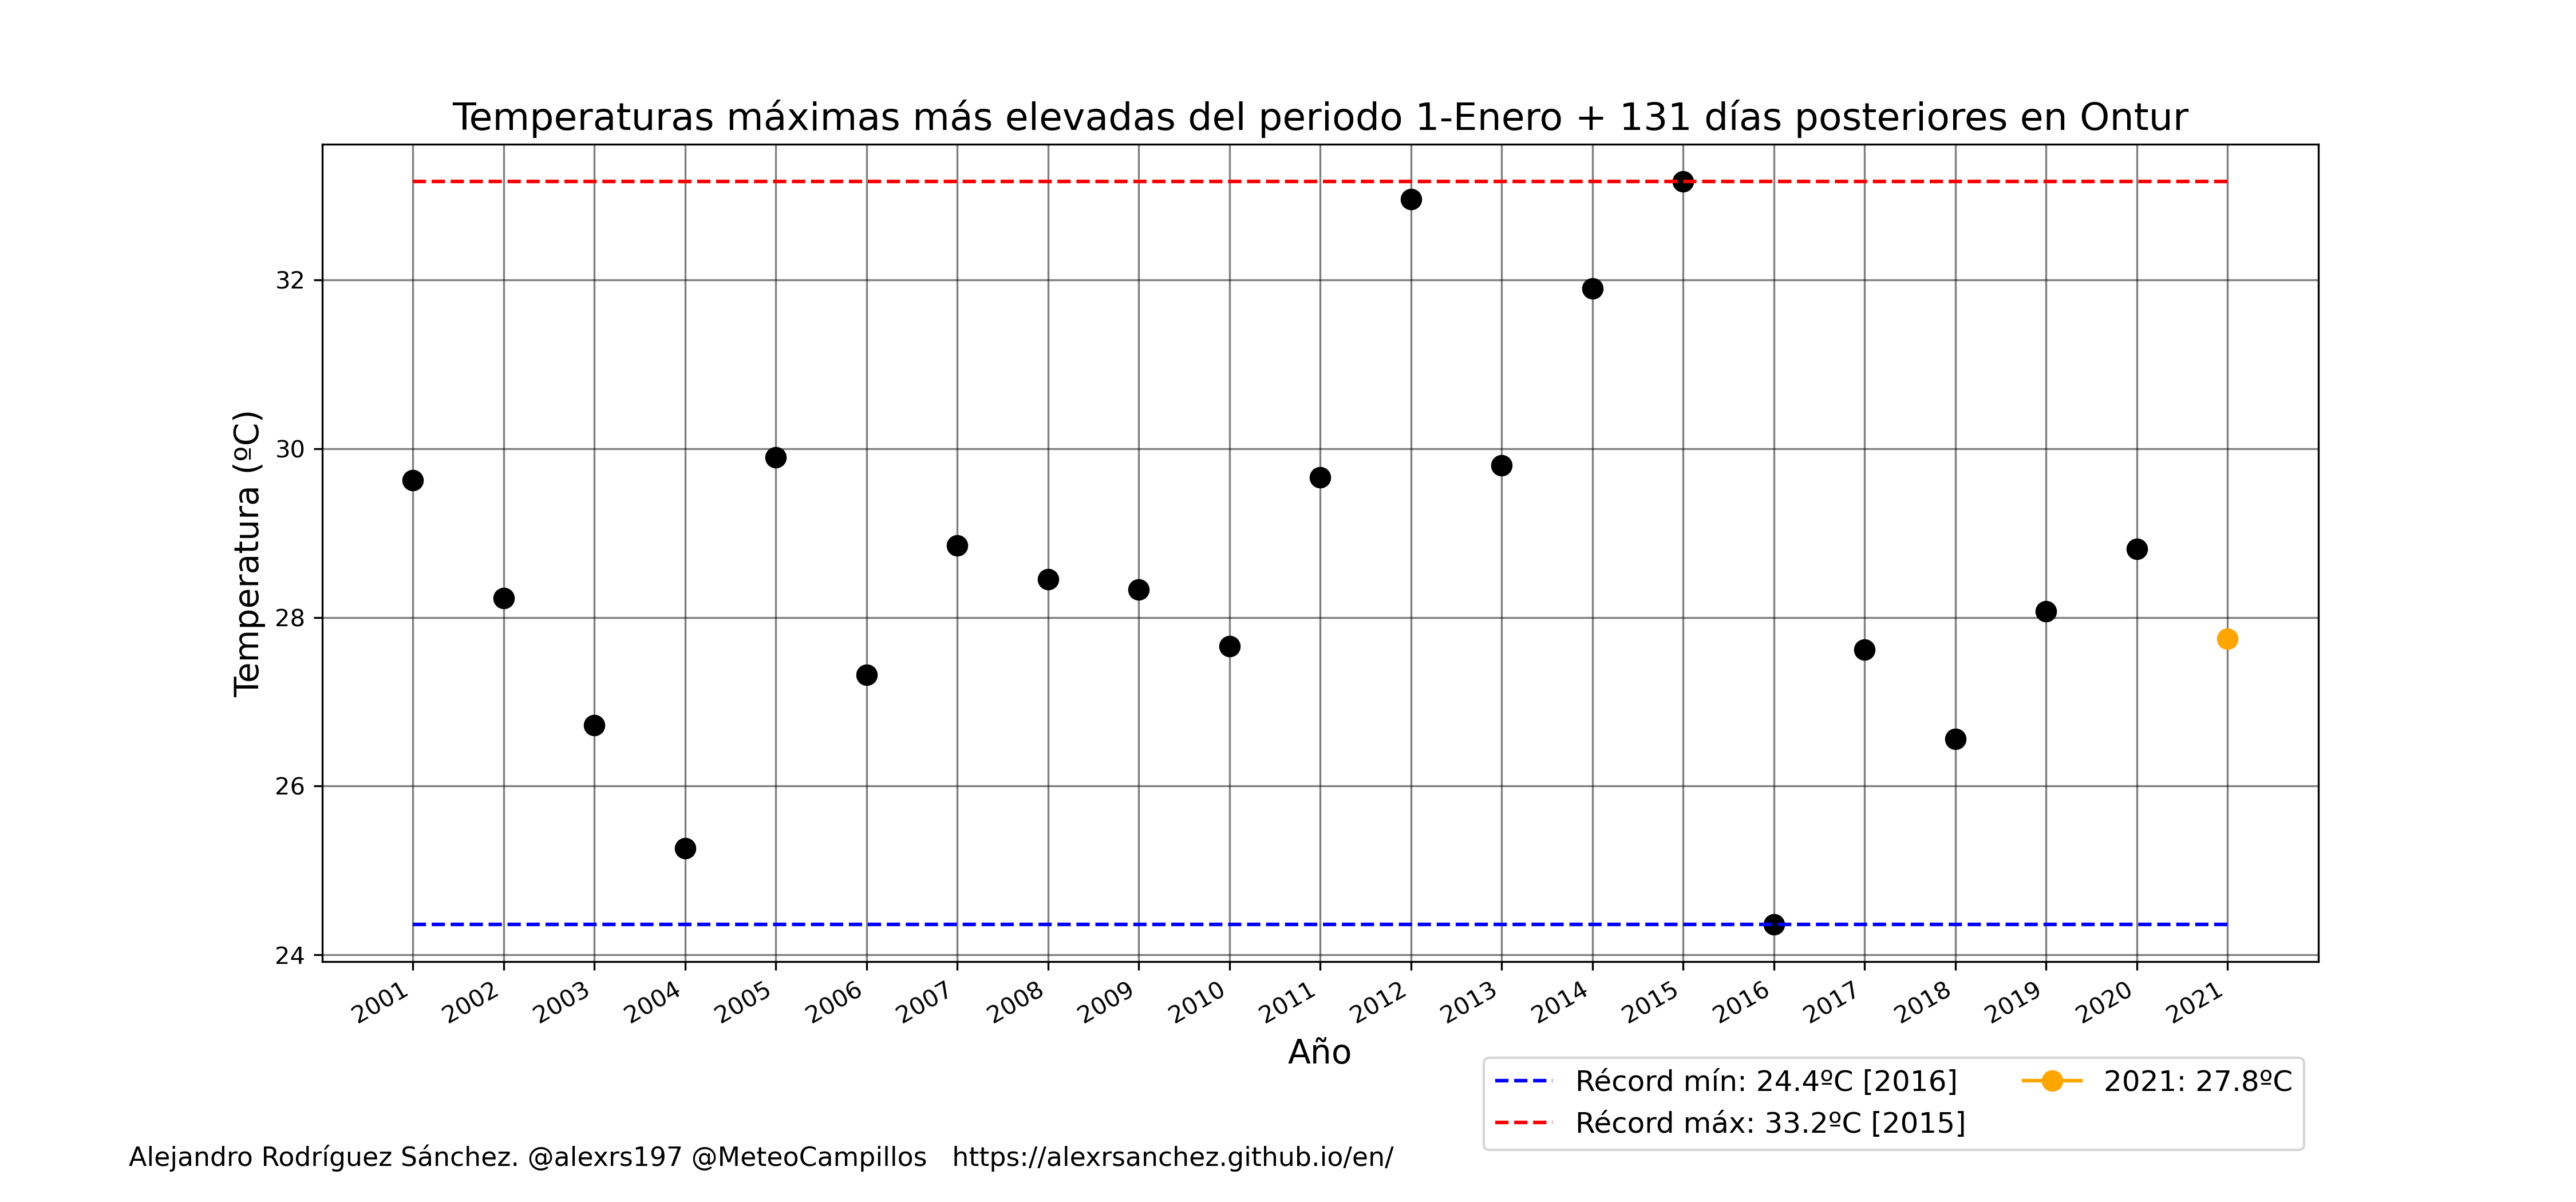 Temperaturas máximas más elevadas del periodo 1-Enero + 131 días posteriores en Ontur
Temperatura (ºC)
32
30
28
26
24
2001 2002 2003 2004 2005 2006 2007 2008 2009 2010 2011 2012 2013 2014 2015 2016 2017 2018 2019 2020 2021
Año
Récord mín: 24.4ºC [2016]
Récord máx: 33.2ºC [2015]
2021: 27.8ºC
Alejandro Rodríguez Sánchez. @alexrs197 @MeteoCampillos https://alexrsanchez.github.io/en/